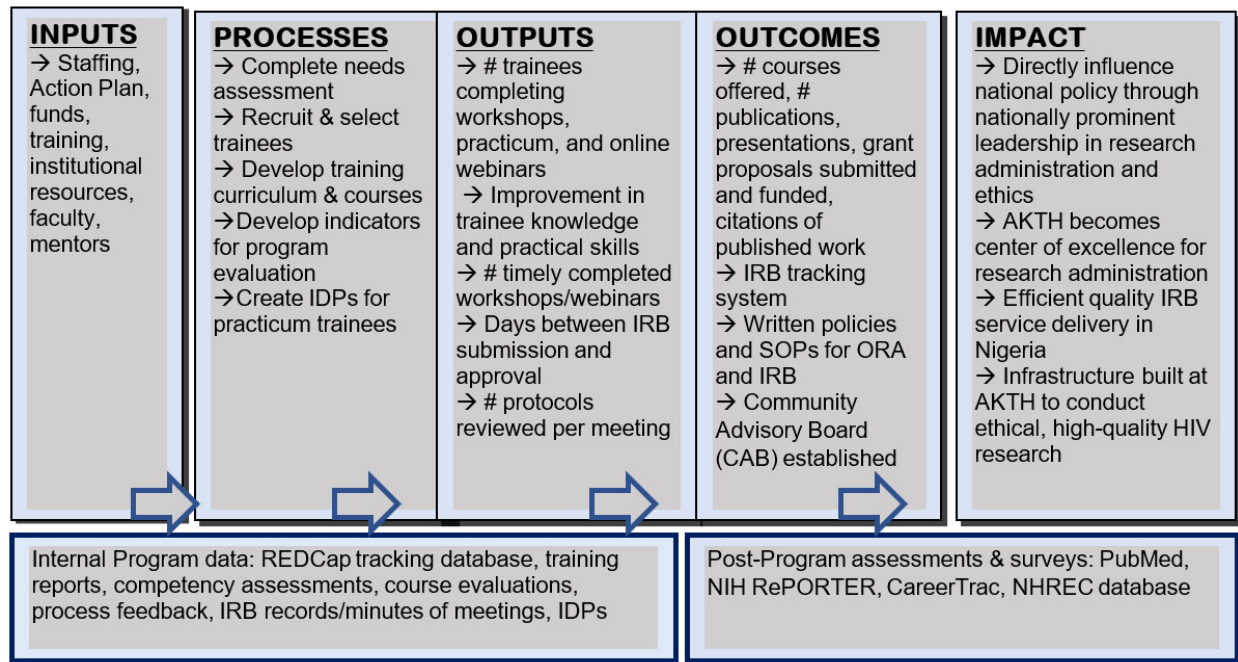 INPUTS
→ Staffing,
Action Plan,
funds,
training,
institutional
resources,
faculty,
mentors
PROCESSES
→ Complete needs
assessment
→ Recruit & select
trainees
→ Develop training
curriculum & courses
→Develop indicators
for program
evaluation
→Create IDPs for
practicum trainees
OUTPUTS
→ # trainees
completing
workshops,
practicum, and online
webinars
→ Improvement in
trainee knowledge
and practical skills
→ # timely completed
workshops/webinars
→ Days between IRB
submission and
approval
→ # protocols
reviewed per meeting
OUTCOMES
→ # courses
offered, #
publications,
presentations, grant
proposals submitted
and funded,
citations of
published work
→ IRB tracking
system
→ Written policies
and SOPs for ORA
and IRB
→ Community
Advisory Board
(CAB) established
IMPACT
→ Directly influence
national policy through
nationally prominent
leadership in research
administration and
ethics
→ AKTH becomes
center of excellence for
research administration
→ Efficient quality IRB
service delivery in
Nigeria
→ Infrastructure built at
AKTH to conduct
ethical, high-quality HIV
research
Internal Program data: REDCap tracking database, training
reports, competency assessments, course evaluations,
process feedback, IRB records/minutes of meetings, IDPs
Post-Program assessments & surveys: PubMed,
NIH RePORTER, CareerTrac, NHREC database